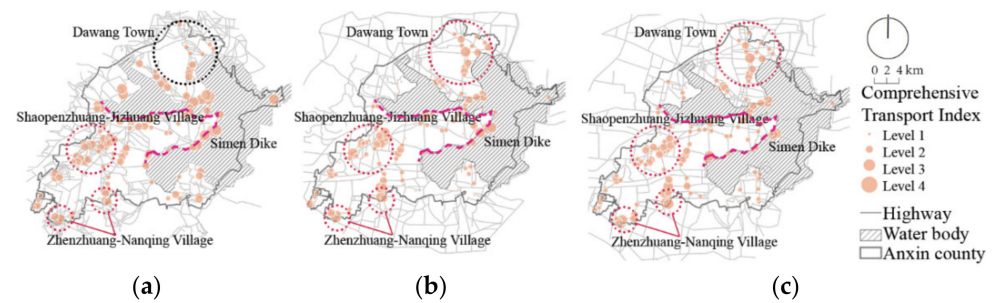 Dawang Town
Shaopenzhuang-Jizhuang Village
Simen Dike
Zhenzhuang-Nanqing Village
(a)
Dawang Town
Shaopenzhuang-Jizhuang Village
Simen Dike
Zhenzhuang-Nanqing Village
(b)
Dawang Town
Shaopenzhuang-Jizhuang Village
Simen Dike
Zhenzhuang-Nanqing Village
(c)
0 2 4 km
Comprehensive
Transport Index
Level 1
Level 2
Level 3
Level 4
Highway
Water body
Anxin county